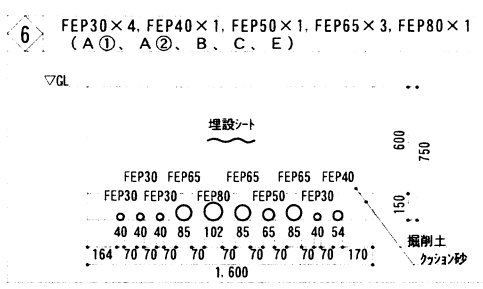 6
FEP30×4, FEP40×1, FEP50×1, FEP65×3, FEP80×1
(A①、A②、B、C、E)
▽GL
埋設シート
600
750
FEP30 FEP65 FEP65 FEP65 FEP40
FEP30 FEP30 FEP80 FEP50 FEP30
150
40 40 40 85 102 85 65 85 40 54
掘削土
クッション砂
164 70 70 70 70 70 70 70 70 70 170
1.600